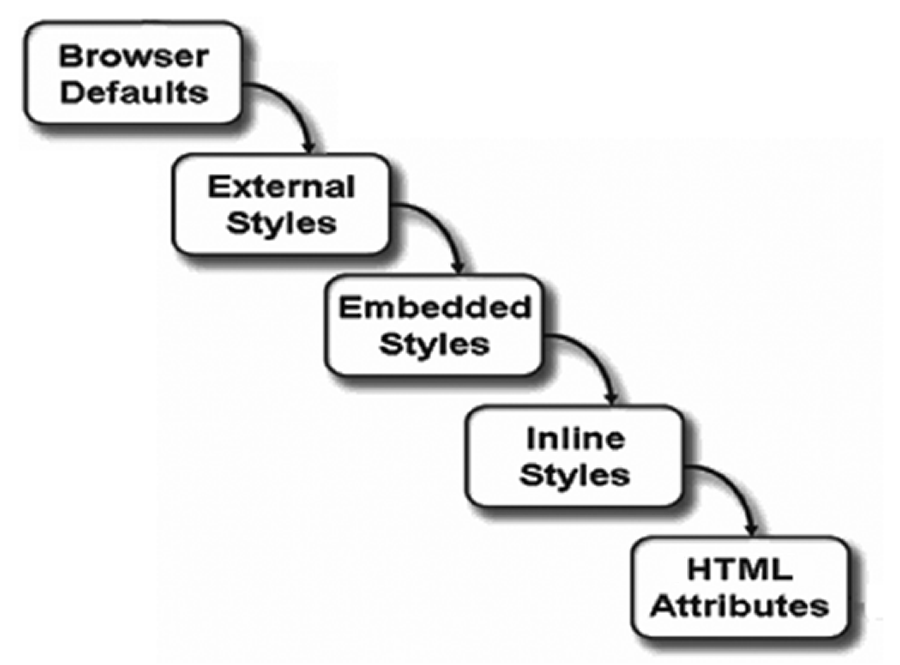 Browser
Defaults
External
Styles
Embedded
Styles
Inline
Styles
HTML
Attributes